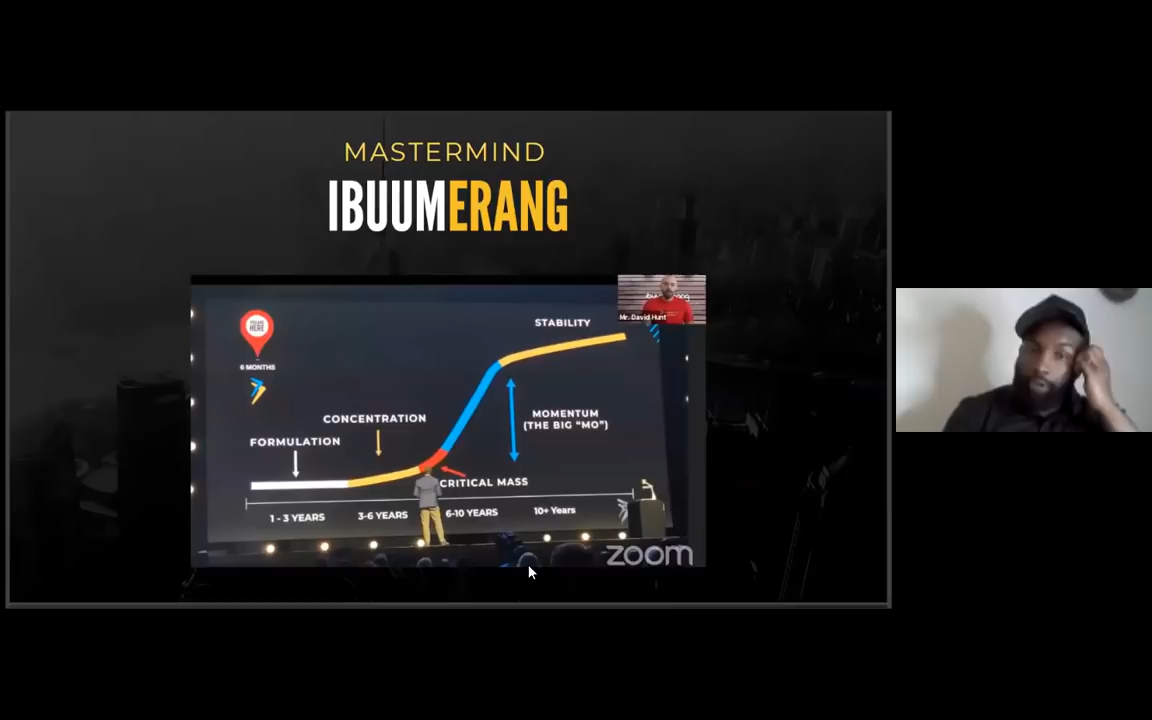 MASTERMIND
IBUUMERANG
Mr. David Hunt
HERE
6 MONTHS
STABILITY
CONCENTRATION
MOMENTUM
(THE BIG “MO”)
FORMULATION
CRITICAL MASS
1 - 3 YEARS
3-6 YEARS
6-10 YEARS
10+ Years
zoom